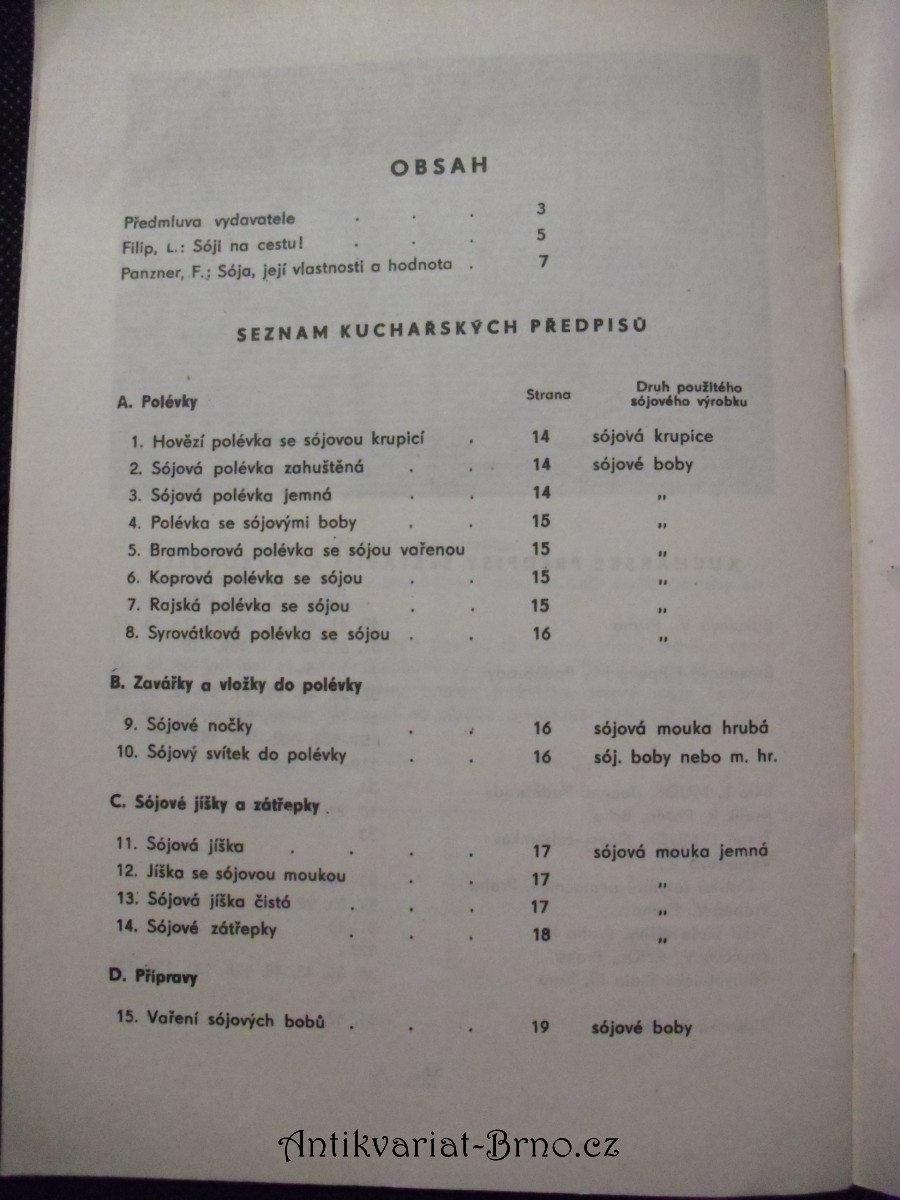 OBSAH
Předmluva vydavatele . . . 3
Filip, L.: Sóji na cestu! . . . 5
Panzner, F.: Sója, její vlastnosti a hodnota . 7
SEZNAM KUCHAŘSKÝCH PŘEDPISŮ
A. Polévky Strana Druh použitého sójového výrobku
1. Hovězí polévka se sójovou krupicí . 14 sójová krupice
2. Sójová polévka zahuštěná . . 14 sójové boby
3. Sójová polévka jemná . . 14 „
4. Polévka se sójovými boby . . 15 „
5. Bramborová polévka se sójou vařenou 15 „
6. Koprová polévka se sójou . . 15 „
7. Rajská polévka se sójou . . 15 „
8. Syrovátková polévka se sójou . . 16 „
B. Zavářky a vložky do polévky
9. Sójové nočky . . 16 sójová mouka hrubá
10. Sójový svítek do polévky . . 16 sój. boby nebo m. hr.
C. Sójové jíšky a zátřepky .
11. Sójová jíška . . . . 17 sójová mouka jemná
12. Jíška se sójovou moukou . . 17 „
13. Sójová jíška čistá . . . 17 „
14. Sójové zátřepky . . . 18 „
D. Přípravy
15. Vaření sójových bobů . . . 19 sójové boby
Antikvariat-Brno.cz